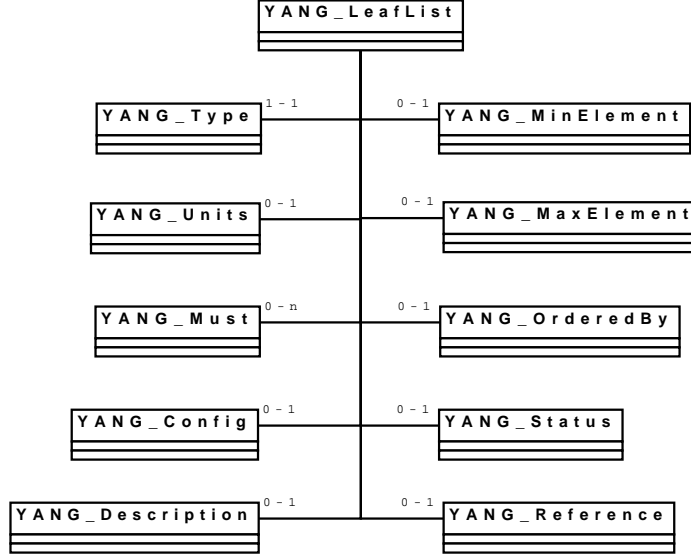 YANG_LeafList
1-1
0-1
YANG_Type
YANG_MinElement
0-1
0-1
YANG_Units
YANG_MaxElement
0-n
0-1
YANG_Must
YANG_OrderedBy
0-1
0-1
YANG_Config
YANG_Status
0-1
0-1
YANG_Description
YANG_Reference